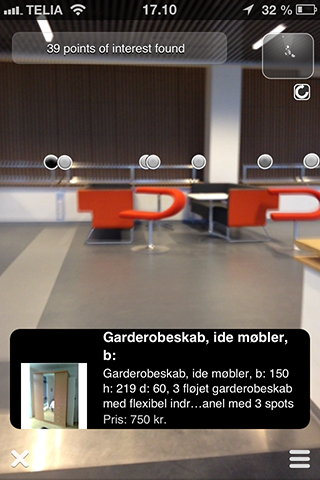 TELIA 17.10 32 %
39 points of interest found
Garderobeskab, ide møbler,
b:
Garderobeskab, ide møbler, b: 150
h: 219 d: 60, 3 fløjet garderobeskab
med flexibel indr...anel med 3 spots
Pris: 750 kr.